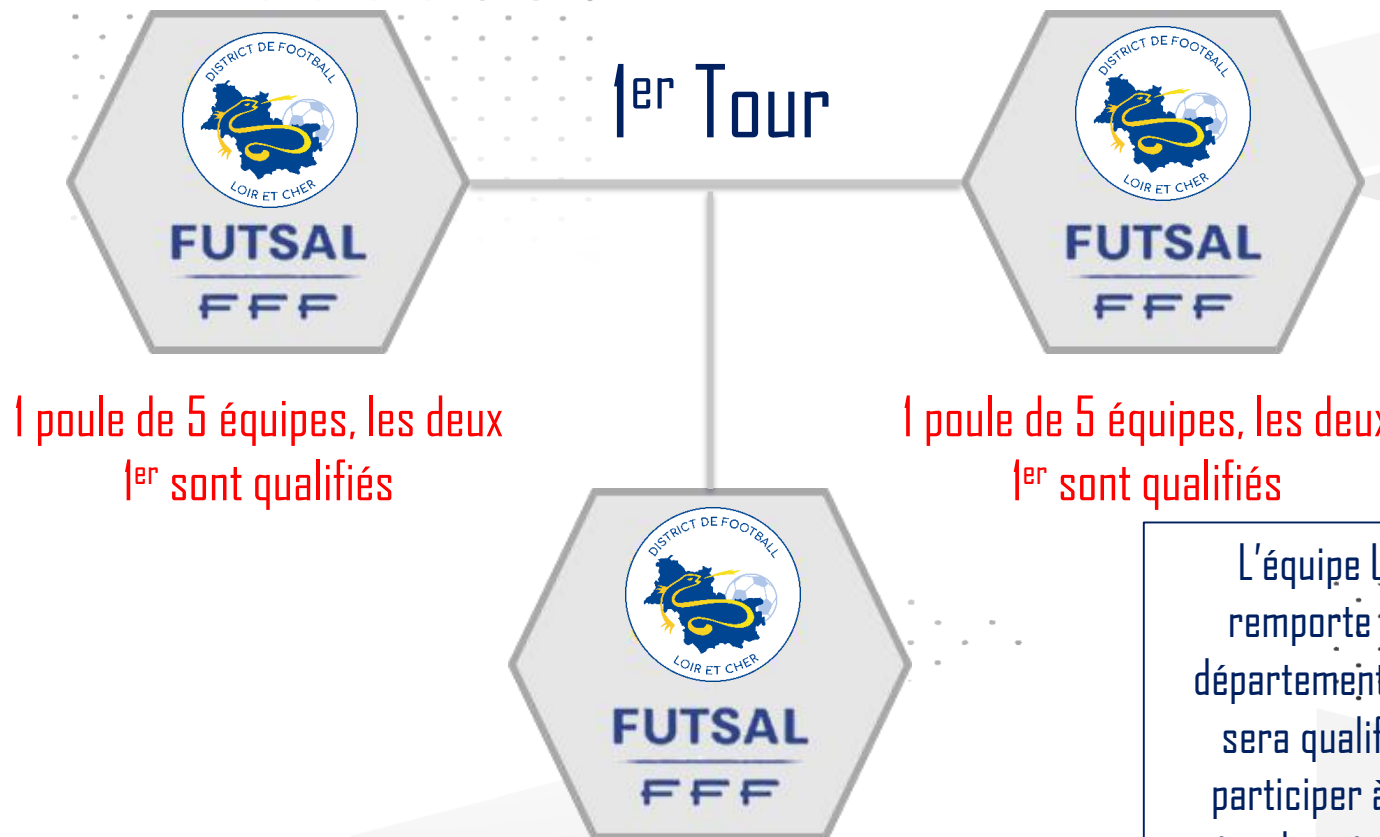 DISTRICT DE FOOTBALL
LOIR ET CHER
FUTSAL
FFF
1er Tour
DISTRICT DE FOOTBALL
LOIR ET CHER
FUTSAL
FFF
1 poule de 5 équipes, les deux
1er sont qualifiés
1 poule de 5 équipes, les deux
1er sont qualifiés
DISTRICT DE FOOTBALL
LOIR ET CHER
FUTSAL
FFF
L'équipe
remporte
département
sera qualif
participer à